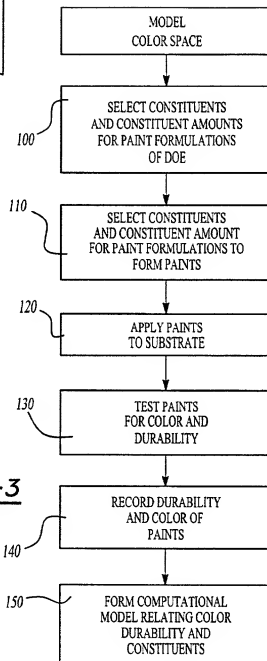 MODEL
COLOR SPACE
100
SELECT CONSTITUENTS
AND CONSTITUENT AMOUNTS
FOR PAINT FORMULATIONS
OF DOE
110
SELECT CONSTITUENTS
AND CONSTITUENT AMOUNT
FOR PAINT FORMULATIONS TO
FORM PAINTS
120
APPLY PAINTS
TO SUBSTRATE
130
TEST PAINTS
FOR COLOR AND
DURABILITY
-3
140
RECORD DURABILITY
AND COLOR OF
PAINTS
150
FORM COMPUTATIONAL
MODEL RELATING COLOR
DURABILITY AND
CONSTITUENTS